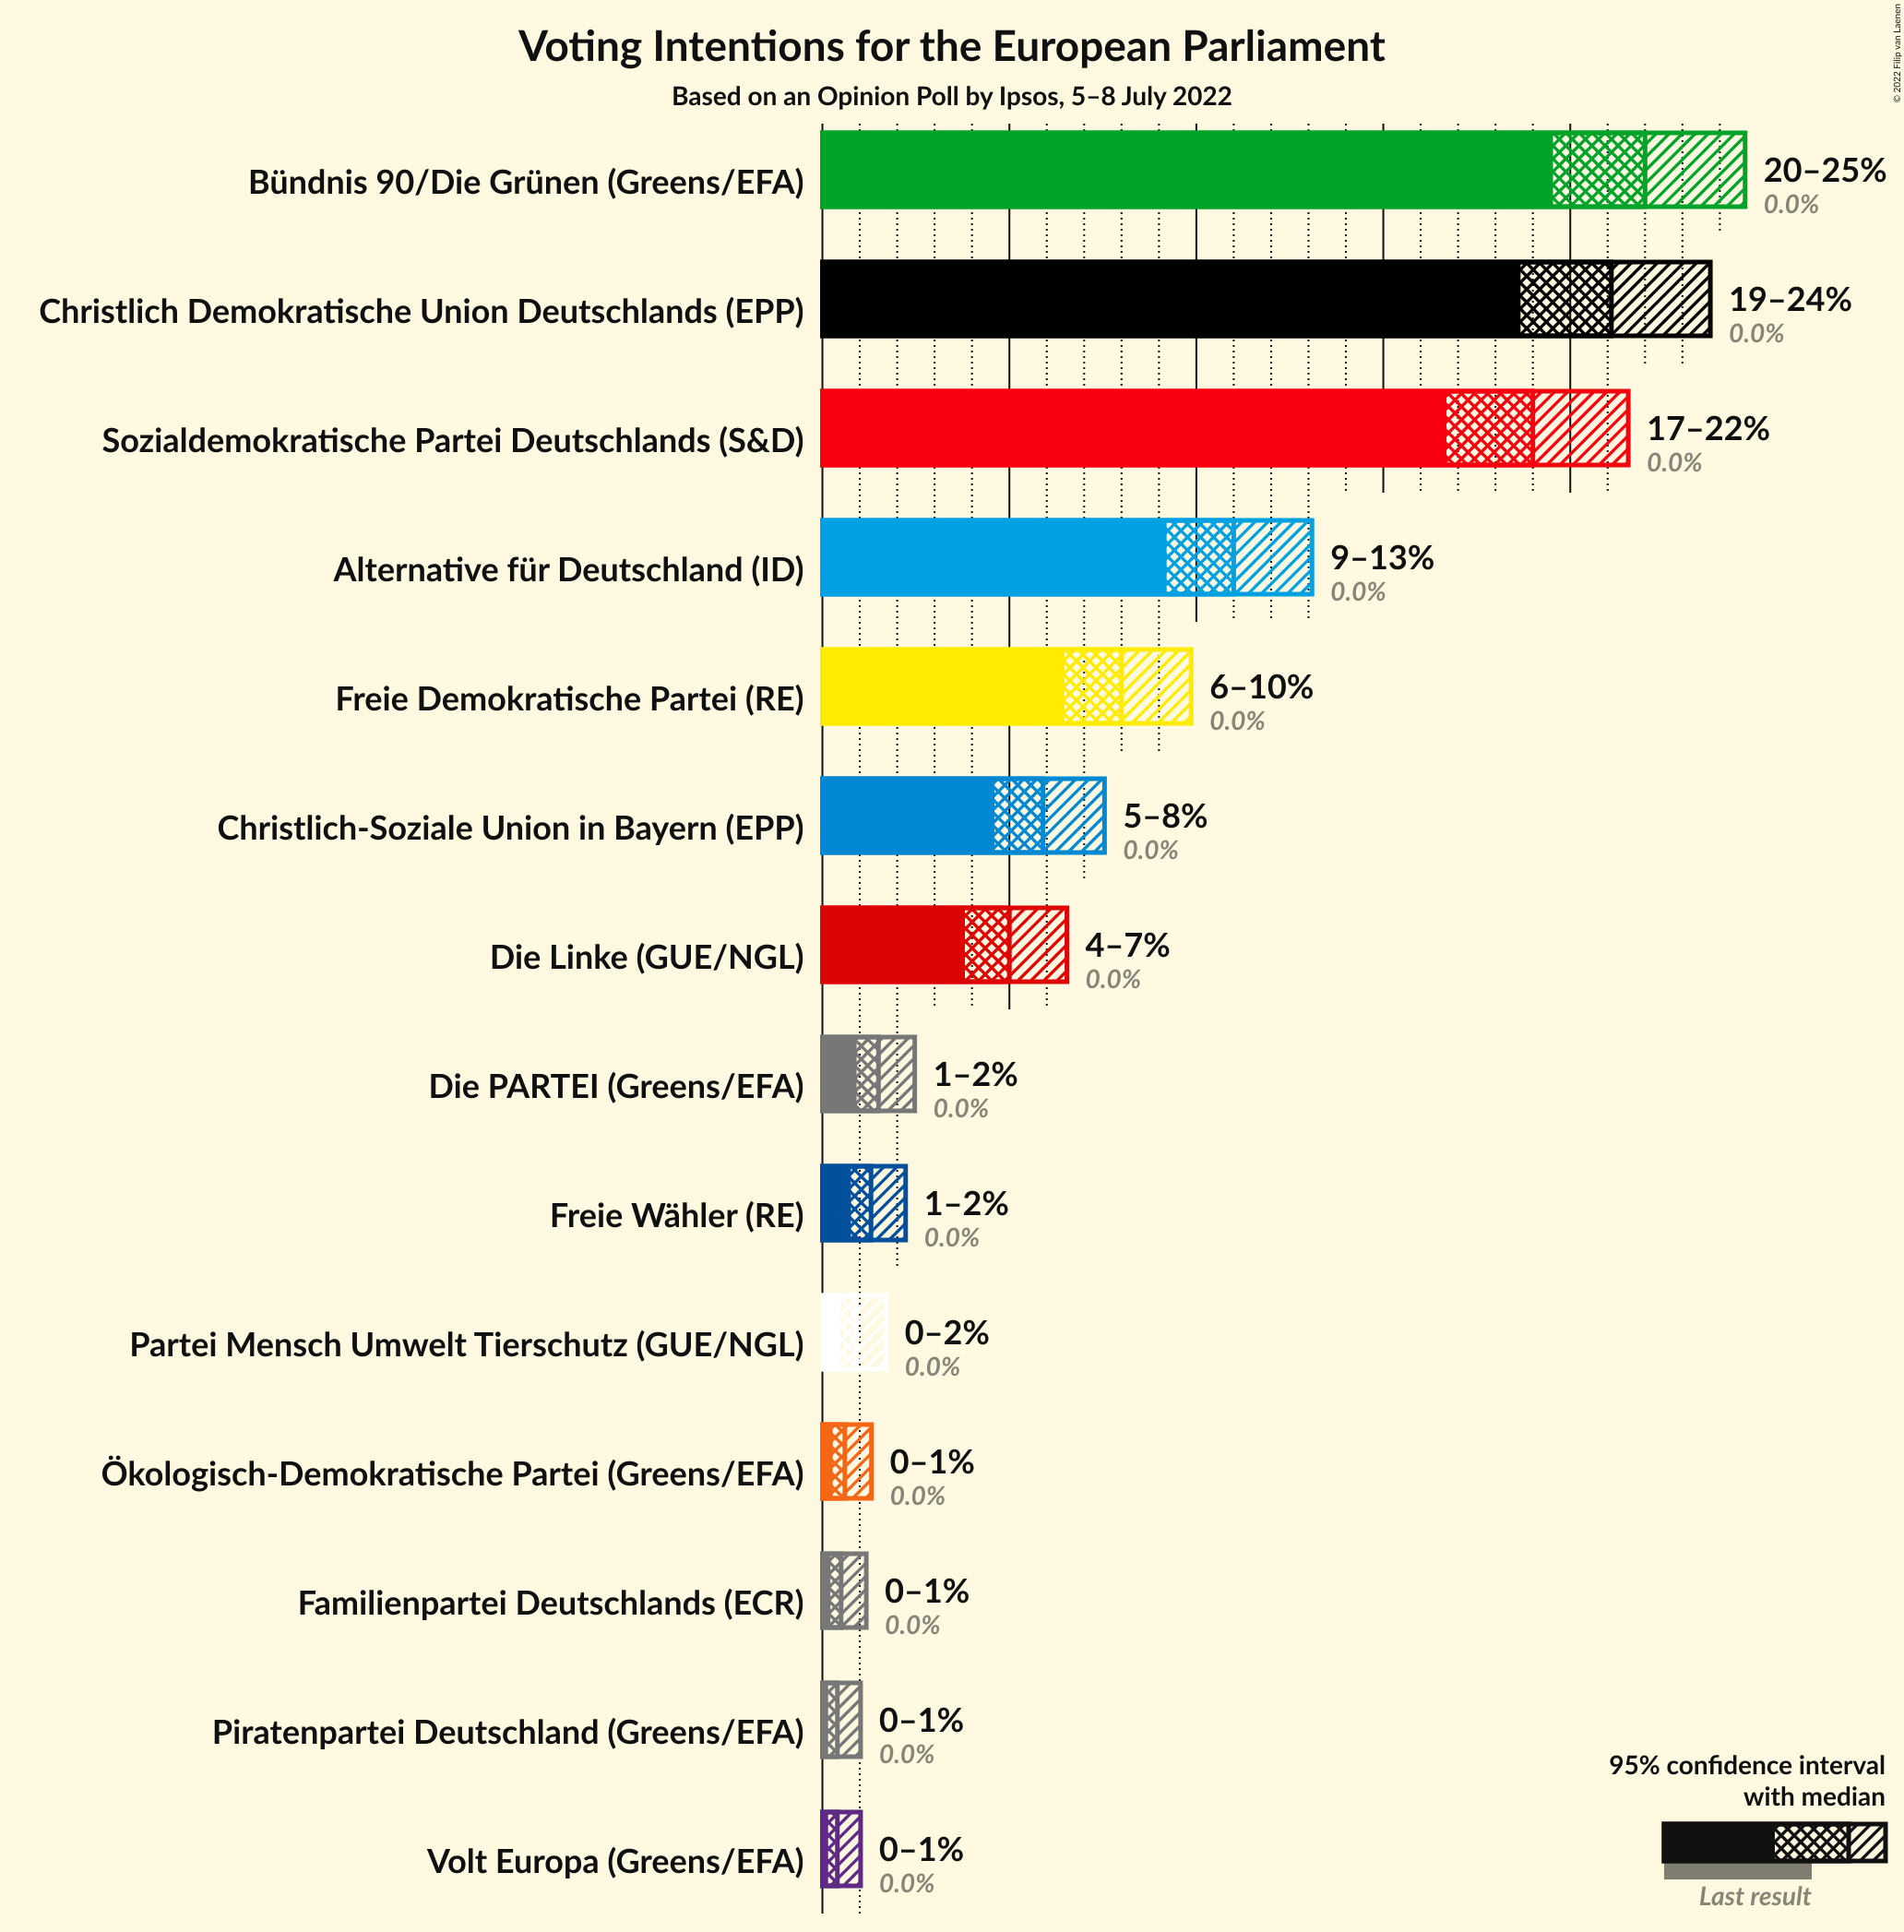 Voting Intentions for the European Parliament
Based on an Opinion Poll by Ipsos, 5–8 July 2022
© 2022 Filip van Laenen
Bündnis 90/Die Grünen (Greens/EFA)
20–25%
0.0%
Christlich Demokratische Union Deutschlands (EPP)
19–24%
0.0%
Sozialdemokratische Partei Deutschlands (S&D)
17–22%
0.0%
Alternative für Deutschland (ID)
9–13%
0.0%
Freie Demokratische Partei (RE)
6–10%
0.0%
Christlich-Soziale Union in Bayern (EPP)
5–8%
0.0%
Die Linke (GUE/NGL)
4–7%
0.0%
Die PARTEI (Greens/EFA)
1–2%
0.0%
Freie Wähler (RE)
1–2%
0.0%
Partei Mensch Umwelt Tierschutz (GUE/NGL)
0–2%
0.0%
Ökologisch-Demokratische Partei (Greens/EFA)
0–1%
0.0%
Familienpartei Deutschlands (ECR)
0–1%
0.0%
Piratenpartei Deutschland (Greens/EFA)
0–1%
0.0%
Volt Europa (Greens/EFA)
0–1%
0.0%
95% confidence interval
with median
Last result